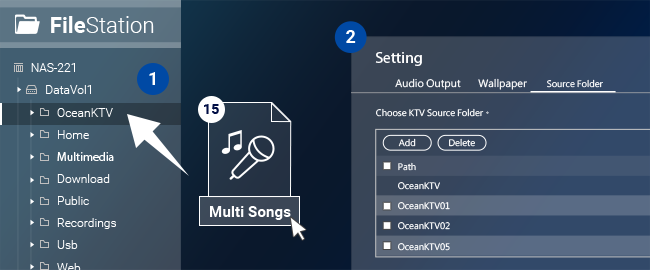 FileStation
NAS-221
DataVol1
OceanKTV
Home
Multimedia
Download
Public
Recordings
Usb
Web
1
15
Multi Songs
2
Setting
Audio Output Wallpaper Source Folder
Choose KTV Source Folder •
Add Delete
Path
OceanKTV
OceanKTV01
OceanKTV02
OceanKTV05